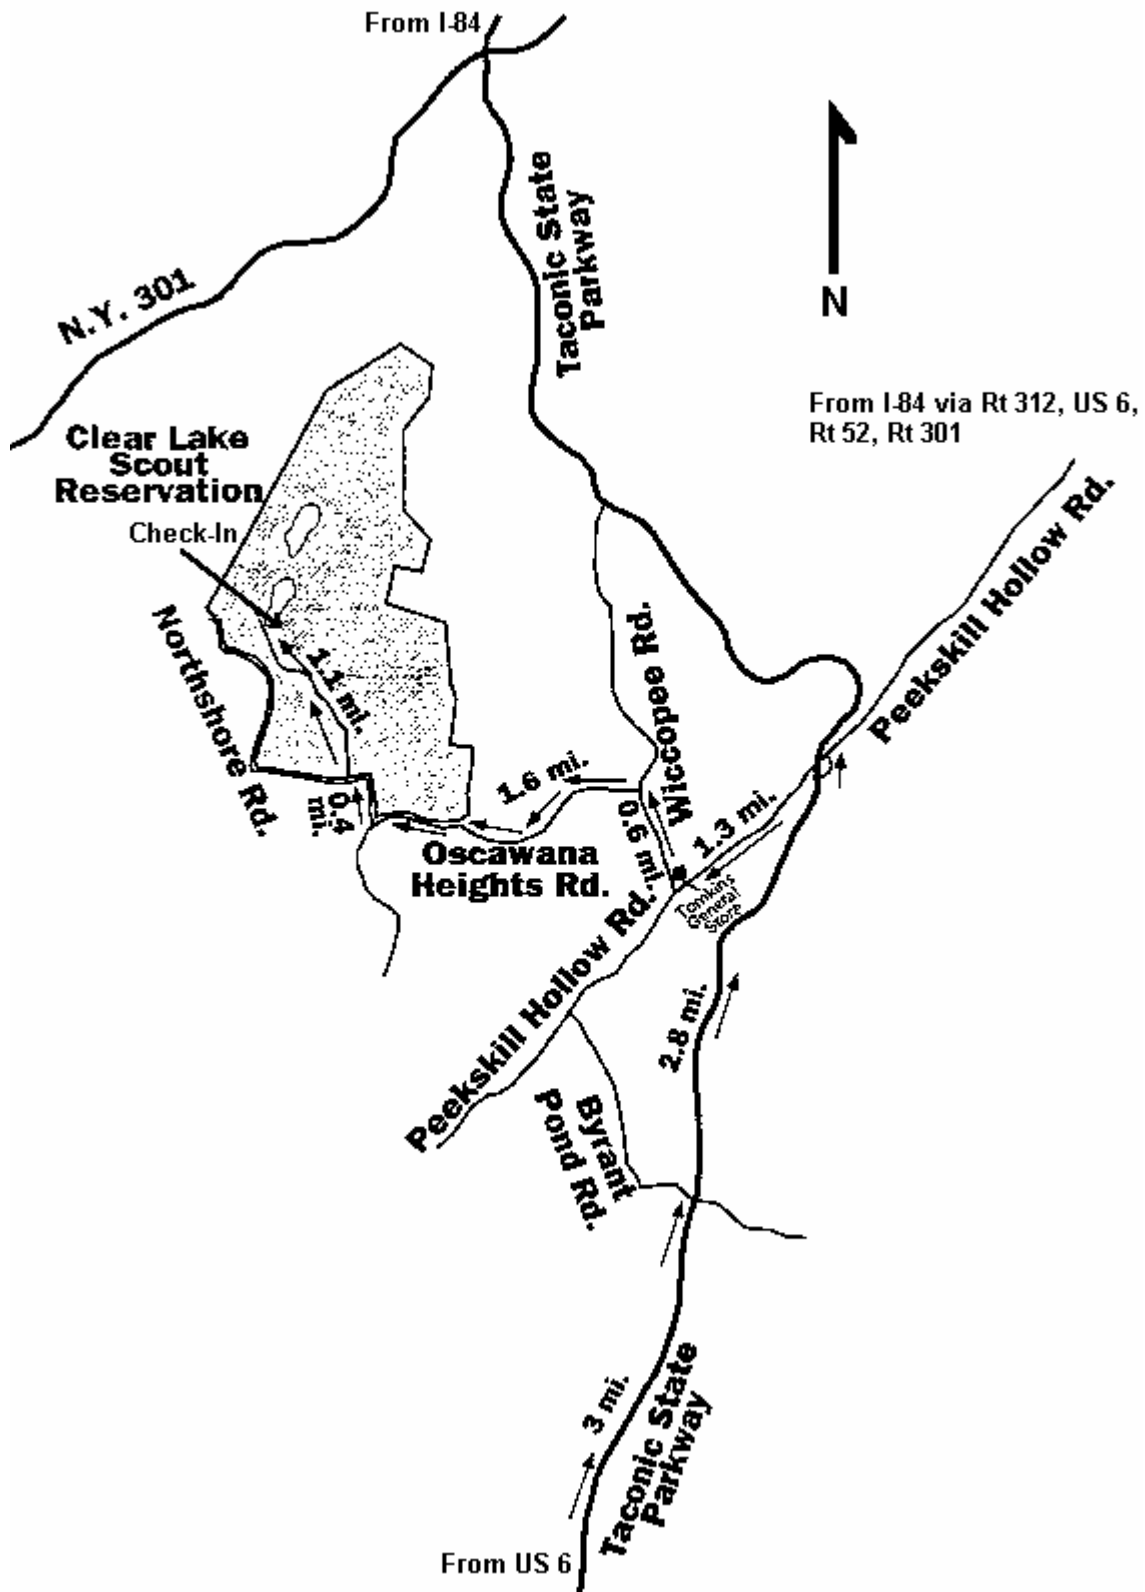 From I-84
Taconic State
Parkway
N.Y. 301
N
From I-84 via Rt 312, US 6,
Rt 52, Rt 301
Clear Lake
Scout
Reservation
Check-In
Peekskill Hollow Rd.
Northshore Rd.
1.1 mi.
Wiccopee Rd.
1.6 mi.
0.4
mi.
0.6 mi.
1.3 mi.
Oscawana
Heights Rd.
Tomkins
General
Store
Peekskill Hollow Rd.
2.8 mi.
Byrant
Pond Rd.
3 mi.
Taconic State
Parkway
From US 6